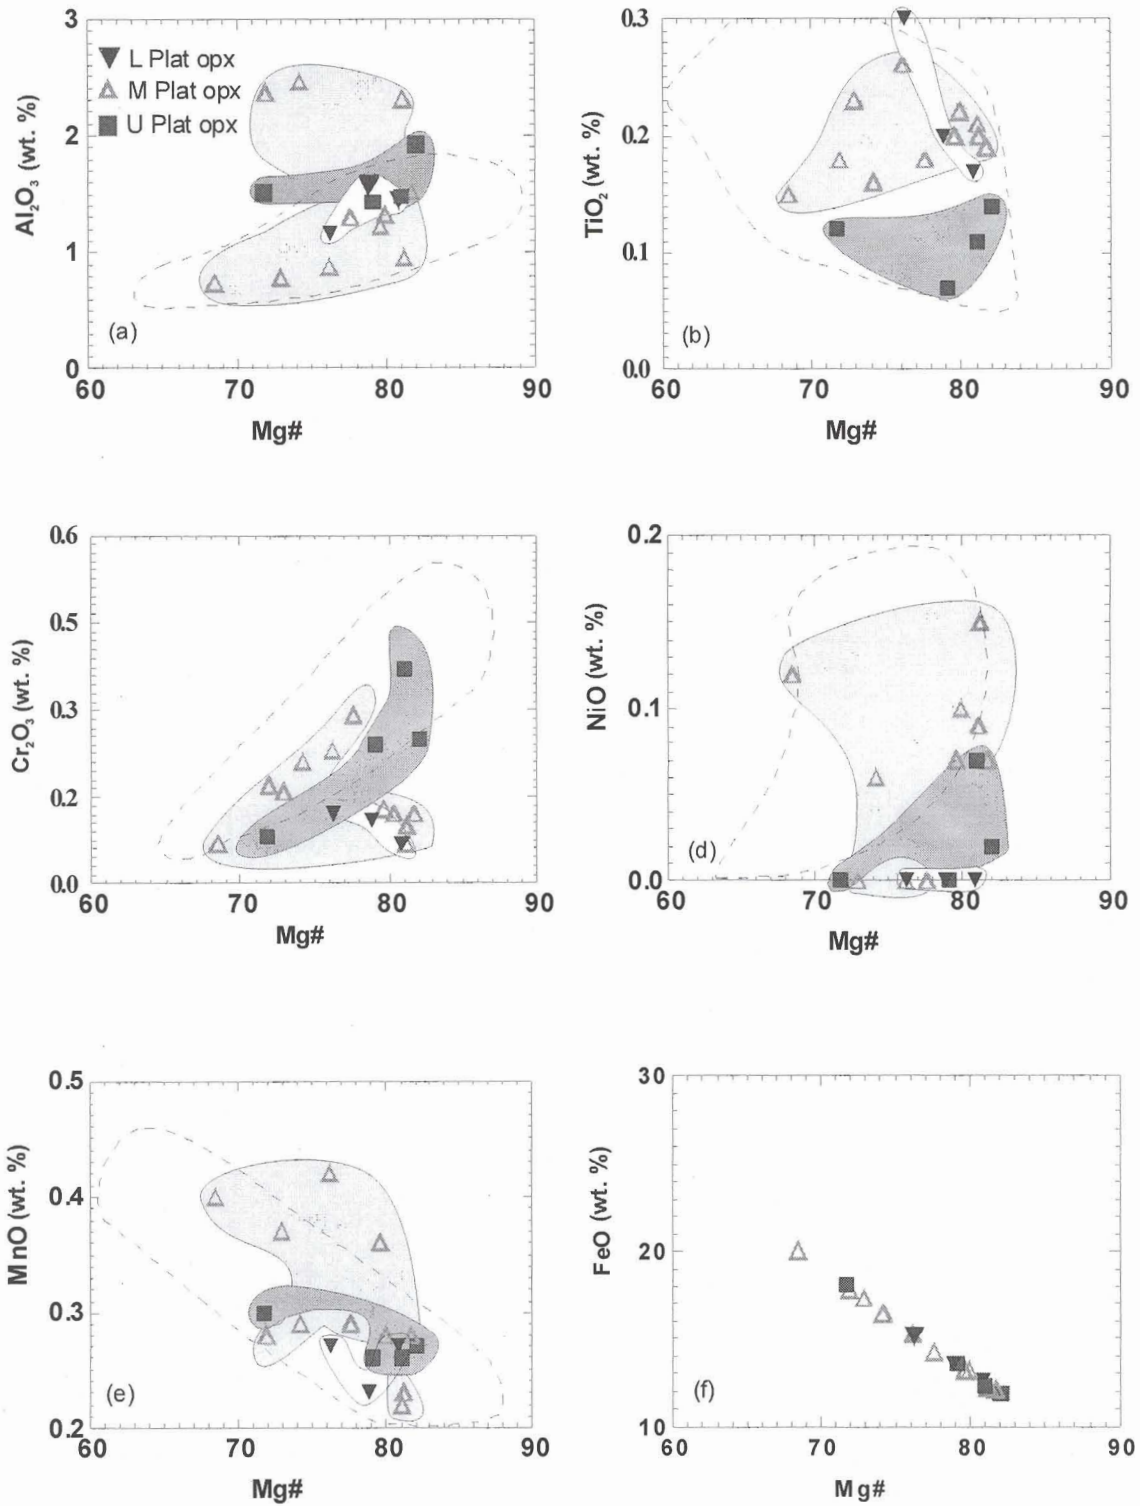 3
▼ L Plat opx
△ M Plat opx
■ U Plat opx
2
1
0
Al₂O₃ (wt. %)
(a)
60 70 80 90
Mg#
0.3
0.2
0.1
0.0
TiO₂ (wt. %)
(b)
60 70 80 90
Mg#
0.6
0.5
0.3
0.2
0.0
Cr₂O₃ (wt. %)
60 70 80 90
Mg#
0.2
0.1
0.0
NiO (wt. %)
(d)
60 70 80 90
Mg#
0.5
0.4
0.3
0.2
MnO (wt. %)
(e)
60 70 80 90
Mg#
30
20
10
FeO (wt. %)
(f)
60 70 80 90
Mg#